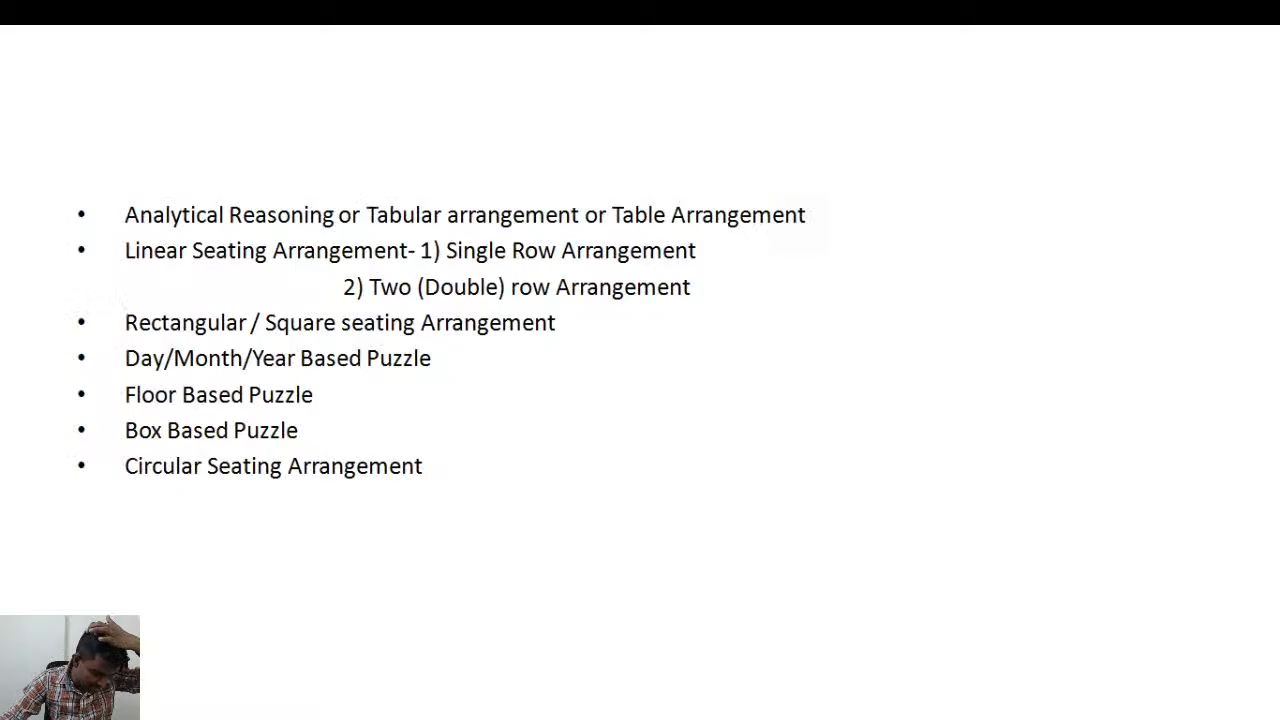 • Analytical Reasoning or Tabular arrangement or Table Arrangement
• Linear Seating Arrangement- 1) Single Row Arrangement
2) Two (Double) row Arrangement
• Rectangular / Square seating Arrangement
• Day/Month/Year Based Puzzle
• Floor Based Puzzle
• Box Based Puzzle
• Circular Seating Arrangement